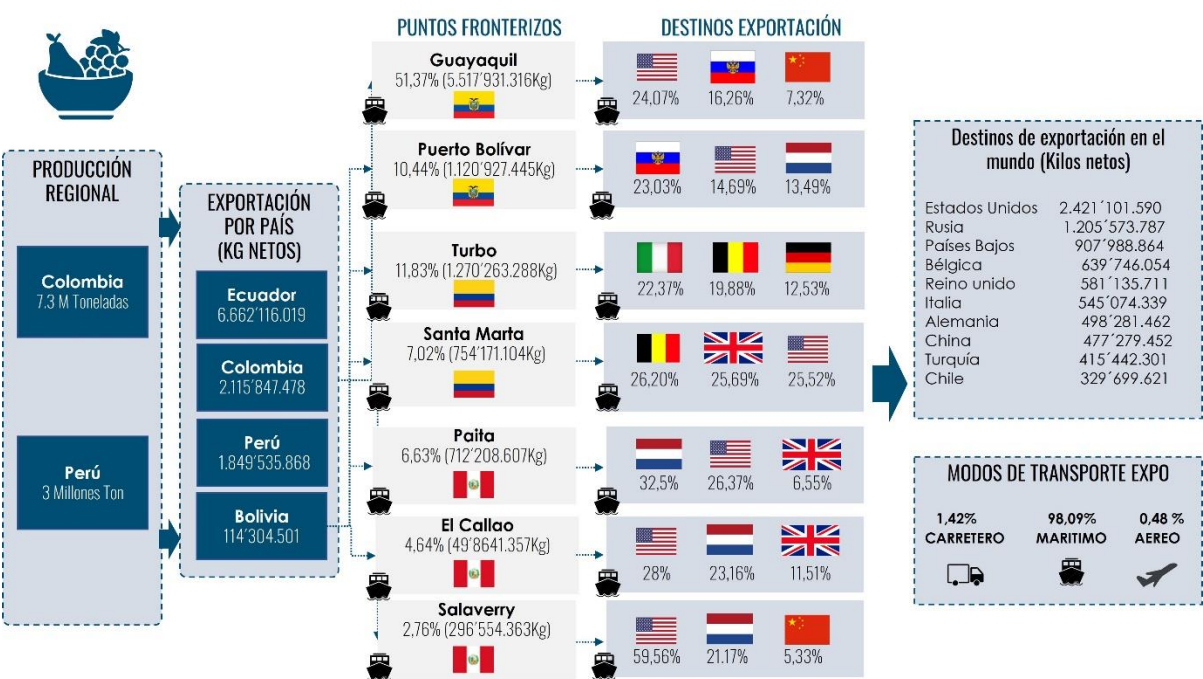 PRODUCCIÓN
REGIONAL
Colombia
7.3 M Toneladas
Perú
3 Millones Ton
EXPORTACIÓN
POR PAÍS
(KG NETOS)
Ecuador
6.662´116.019
Colombia
2.115´847.478
Perú
1.849´535.868
Bolivia
114´304.501
PUNTOS FRONTERIZOS
Guayaquil
51,37% (5.517´931.316Kg)
Puerto Bolívar
10,44% (1.120´927.445Kg)
Turbo
11,83% (1.270´263.288Kg)
Santa Marta
7,02% (754´171.104Kg)
Paita
6,63% (712´208.607Kg)
El Callao
4,64% (49´8641.357Kg)
Salaverry
2,76% (296´554.363Kg)
DESTINOS EXPORTACIÓN
24,07% 16,26% 7,32%
23,03% 14,69% 13,49%
22,37% 19,88% 12,53%
26,20% 25,69% 25,52%
32,5% 26,37% 6,55%
28% 23,16% 11,51%
59,56% 21.17% 5,33%
Destinos de exportación en el
mundo (Kilos netos)
Estados Unidos 2.421´101.590
Rusia 1.205´573.787
Países Bajos 907´988.864
Bélgica 639´746.054
Reino unido 581´135.711
Italia 545´074.339
Alemania 498´281.462
China 477´279.452
Turquía 415´442.301
Chile 329´699.621
MODOS DE TRANSPORTE EXPO
1,42% 98,09% 0,48 %
CARRETERO MARITIMO AEREO